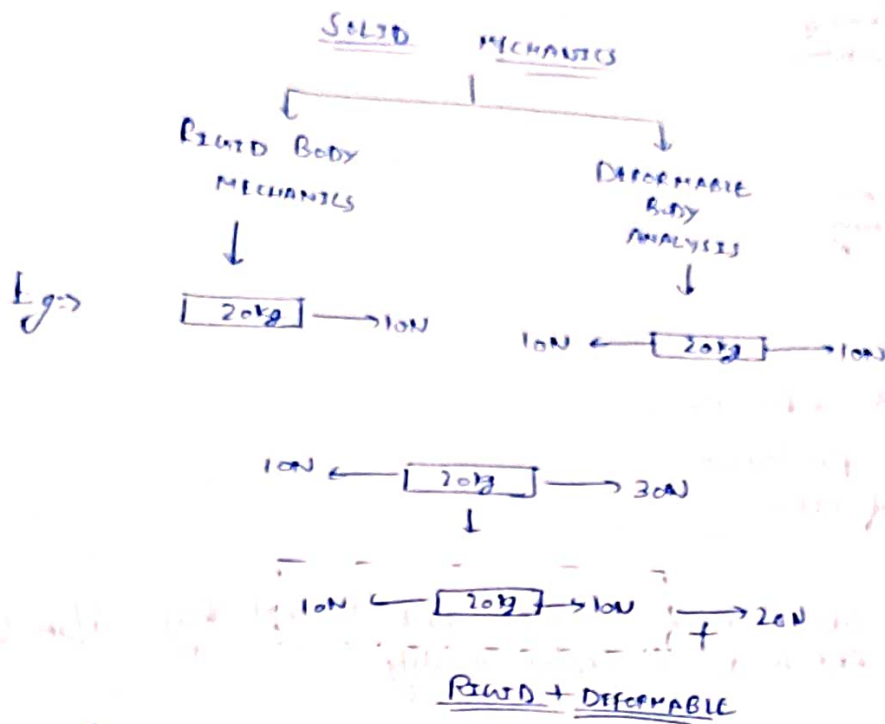 SOLID MECHANICS
RIGID BODY
MECHANICS
DEFORMABLE
BODY
ANALYSIS
Eg:→
20kg → 10N
10N ← 20kg → 10N
10N ← 20kg → 30N
10N ← 20kg → 10N + → 20N
RIGID + DEFORMABLE